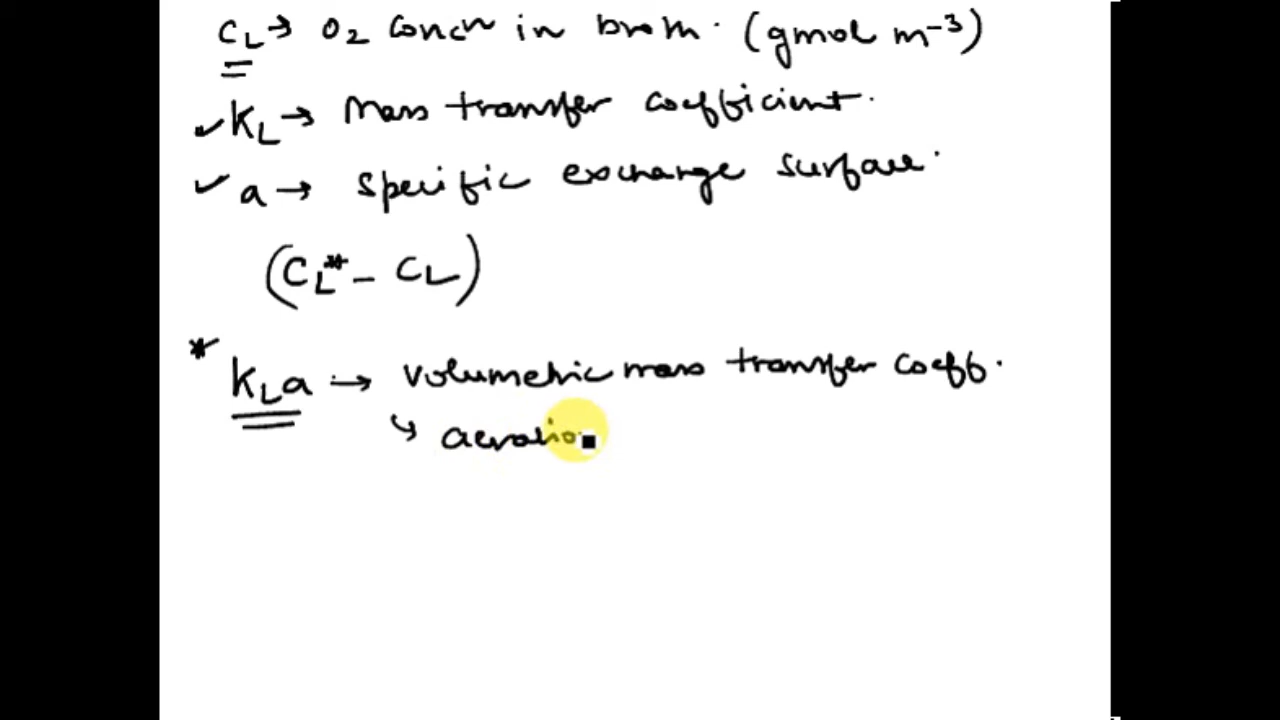 CL → O2 Concn in broth. (gmol m-3)
✓ KL → Mass transfer coefficient.
✓ a → specific exchange surface.
(CL* - CL)
* KLa → volumetric mass transfer coeff.
↳ aeratio